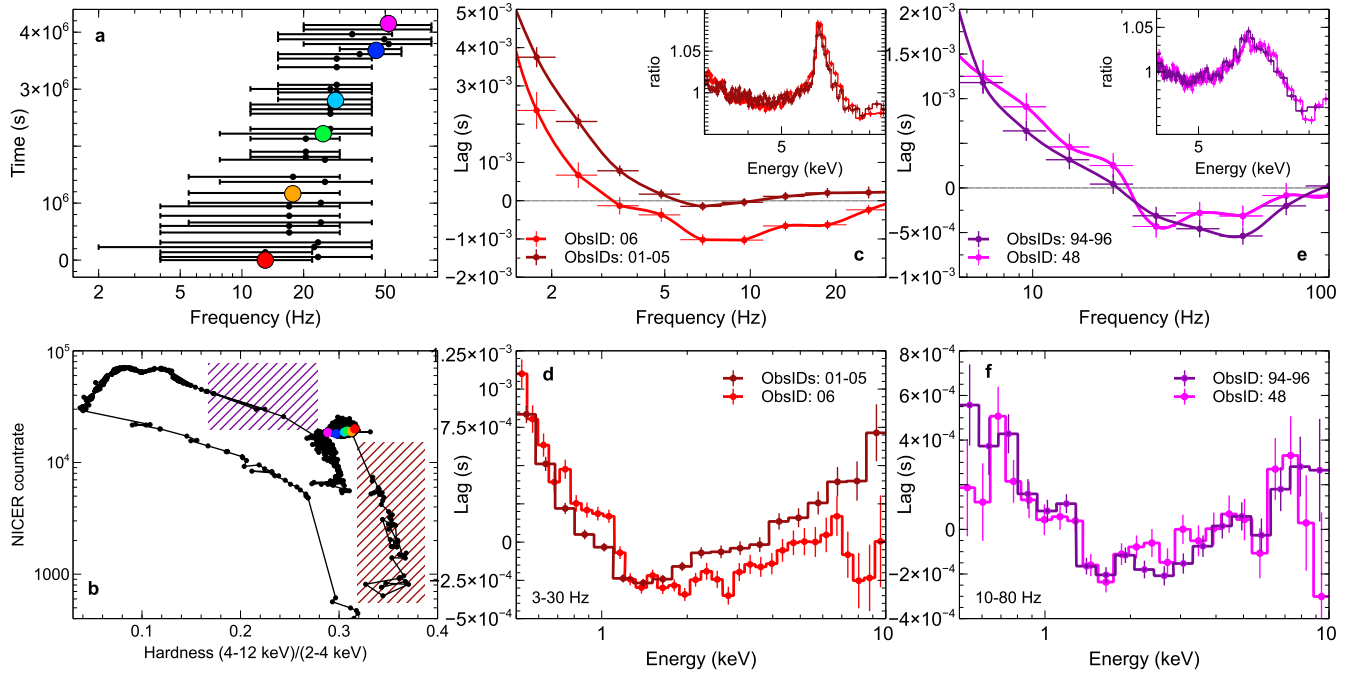 a
4×10⁶
3×10⁶
2×10⁶
10⁶
0
Time (s)
2
5
10
20
50
Frequency (Hz)
5×10⁻³
4×10⁻³
3×10⁻³
2×10⁻³
10⁻³
0
−1×10⁻³
−2×10⁻³
Lag (s)
ratio
1.05
1
5
Energy (keV)
ObsID: 06
ObsIDs: 01-05
c
2
5
10
20
Frequency (Hz)
2×10⁻³
1.5×10⁻³
10⁻³
5×10⁻⁴
0
−5×10⁻⁴
−1×10⁻³
Lag (s)
ratio
1.05
1
5
Energy (keV)
ObsIDs: 94-96
ObsID: 48
e
10
20
50
100
Frequency (Hz)
10⁵
10⁴
1000
NICER countrate
b
0.1
0.2
0.3
0.4
Hardness (4-12 keV)/(2-4 keV)
1.25×10⁻³
10⁻³
7.5×10⁻⁴
5×10⁻⁴
2.5×10⁻⁴
0
−2.5×10⁻⁴
−5×10⁻⁴
Lag (s)
d
ObsIDs: 01-05
ObsID: 06
3-30 Hz
1
10
Energy (keV)
8×10⁻⁴
6×10⁻⁴
4×10⁻⁴
2×10⁻⁴
0
−2×10⁻⁴
−4×10⁻⁴
Lag (s)
f
ObsID: 94-96
ObsID: 48
10-80 Hz
1
10
Energy (keV)